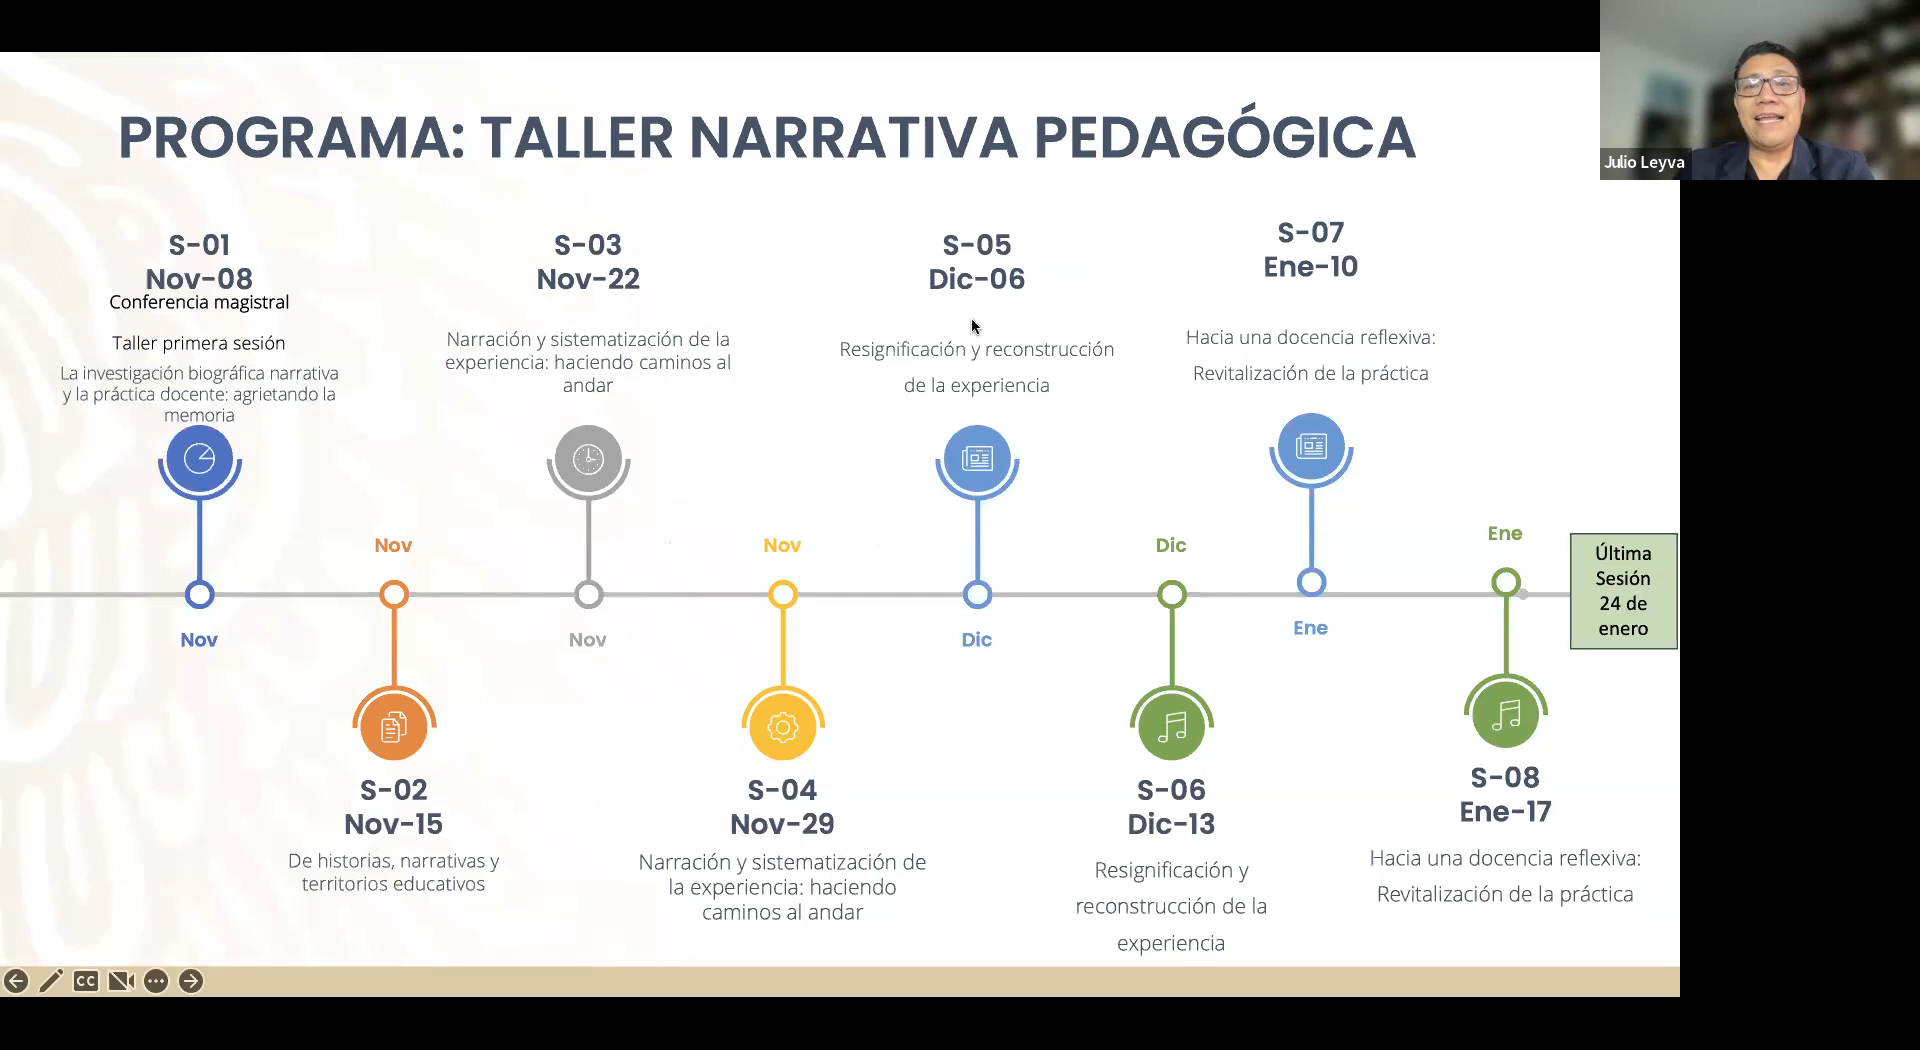 PROGRAMA: TALLER NARRATIVA PEDAGÓGICA
Julio Leyva
S-01
Nov-08
Conferencia magistral
Taller primera sesión
La investigación biográfica narrativa
y la práctica docente: agrietando la
memoria
Nov
Nov
S-02
Nov-15
De historias, narrativas y
territorios educativos
S-03
Nov-22
Narración y sistematización de la
experiencia: haciendo caminos al
andar
Nov
Nov
S-04
Nov-29
Narración y sistematización de
la experiencia: haciendo
caminos al andar
S-05
Dic-06
Resignificación y reconstrucción
de la experiencia
Dic
Dic
S-06
Dic-13
Resignificación y
reconstrucción de la
experiencia
S-07
Ene-10
Hacia una docencia reflexiva:
Revitalización de la práctica
Ene
Ene
S-08
Ene-17
Hacia una docencia reflexiva:
Revitalización de la práctica
Última
Sesión
24 de
enero
CC